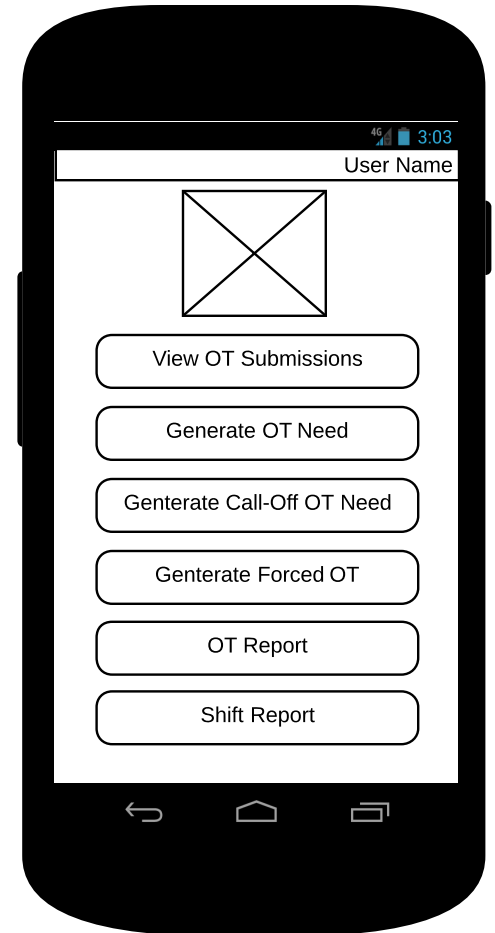 4G 3:03
User Name
View OT Submissions
Generate OT Need
Genterate Call-Off OT Need
Genterate Forced OT
OT Report
Shift Report